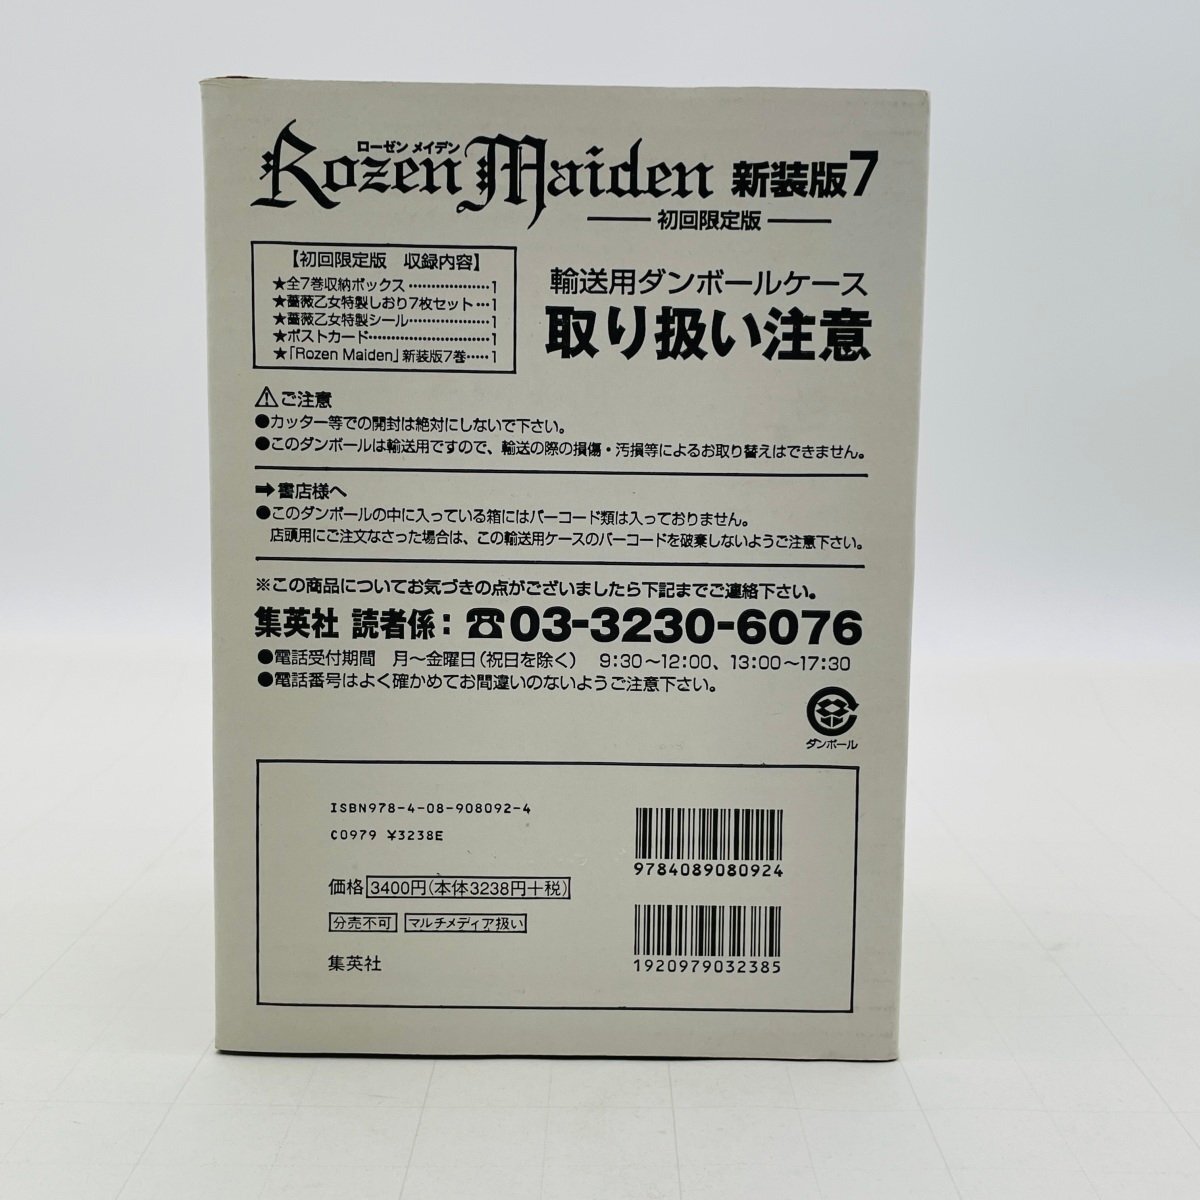 ローゼン メイデン
Rozen Maiden 新装版7
初回限定版
【初回限定版 収録内容】
★全7巻収納ボックス………………1
★薔薇乙女特製しおり7枚セット…1
★薔薇乙女特製シール………………1
★ポストカード………………………1
★「Rozen Maiden」新装版7巻……1
輸送用ダンボールケース
取り扱い注意
⚠ご注意
●カッター等での開封は絶対にしないで下さい。
●このダンボールは輸送用ですので、輸送の際の損傷・汚損等によるお取り替えはできません。
➡書店様へ
●このダンボールの中に入っている箱にはバーコード類は入っておりません。
店頭用にご注文なさった場合は、この輸送用ケースのバーコードを破棄しないようご注意下さい。
※この商品についてお気づきの点がございましたら下記までご連絡下さい。
集英社 読者係:☎03-3230-6076
●電話受付期間 月〜金曜日(祝日を除く) 9:30〜12:00、13:00〜17:30
●電話番号はよく確かめてお間違いのないようご注意下さい。
ダンボール
ISBN978-4-08-908092-4
C0979 ¥3238E
価格 3400円(本体3238円+税)
分売不可 マルチメディア扱い
集英社
9784089080924
1920979032385